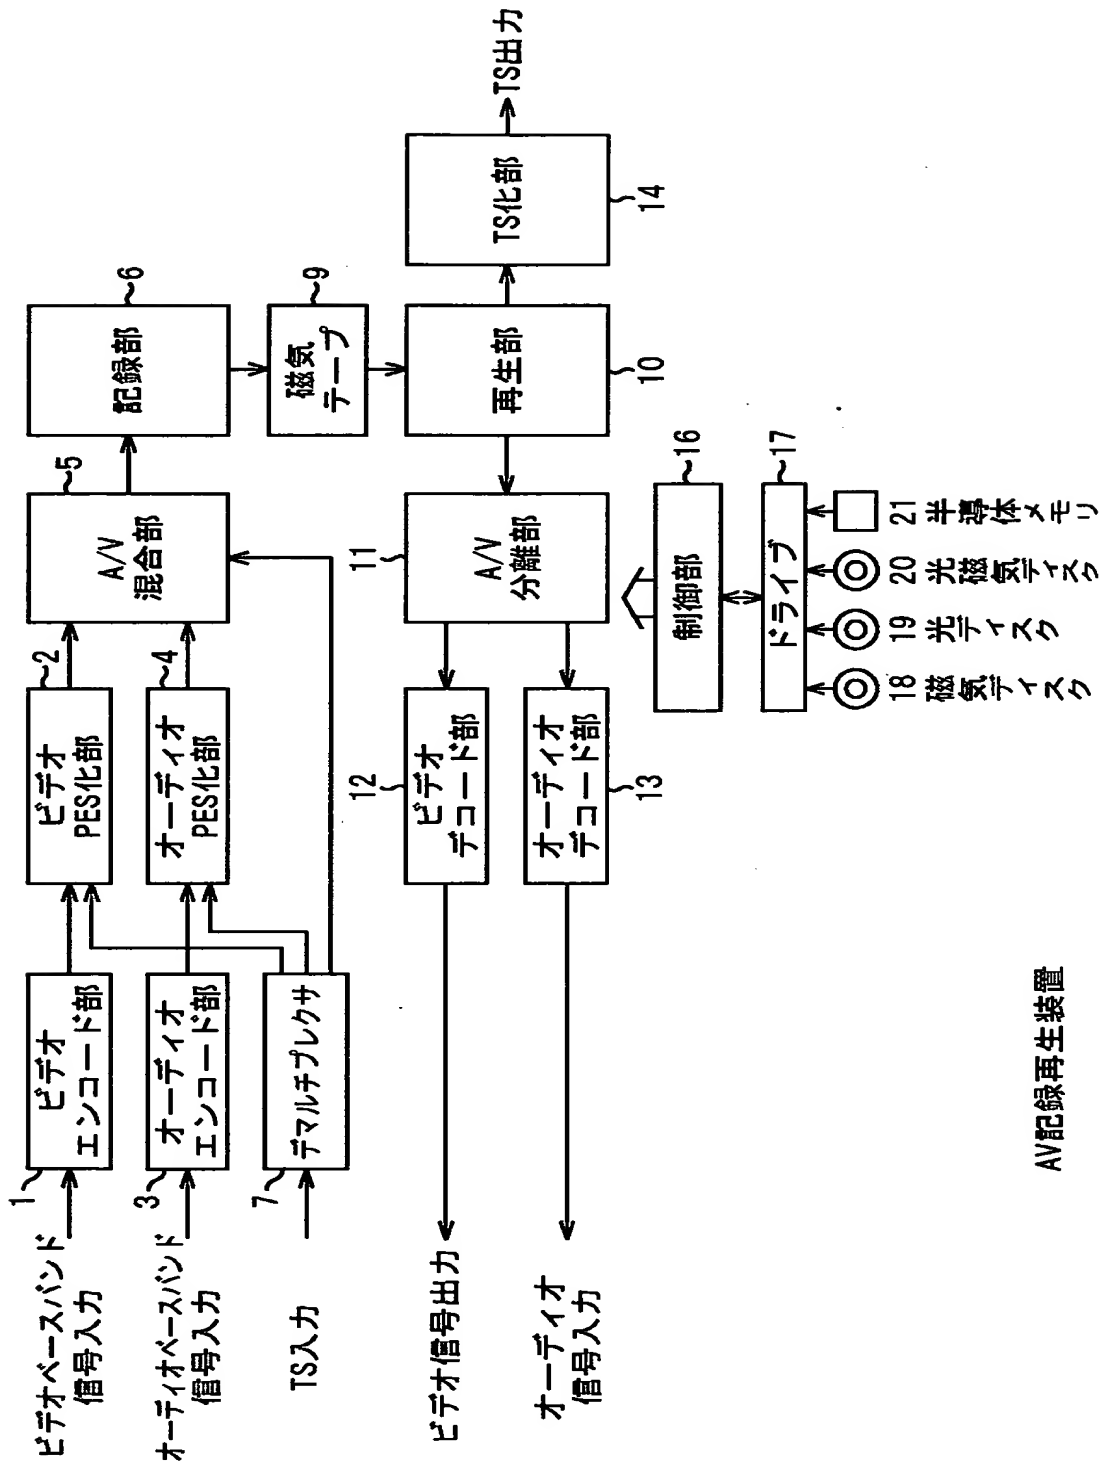 ビデオベースバンド
信号入力
1
ビデオ
エンコード部
ビデオ
PES化部
2
A/V
混合部
5
記録部
6
オーディオベースバンド
信号入力
3
オーディオ
エンコード部
オーディオ
PES化部
4
TS入力
7
デマルチプレクサ
磁気
テープ
9
ビデオ信号出力
12
ビデオ
デコード部
11
A/V
分離部
再生部
10
TS化部
14
TS出力
オーディオ
信号入力
オーディオ
デコード部
13
制御部
16
ドライブ
17
18 磁気ディスク
19 光ディスク
20 光磁気ディスク
21 半導体メモリ
AV記録再生装置